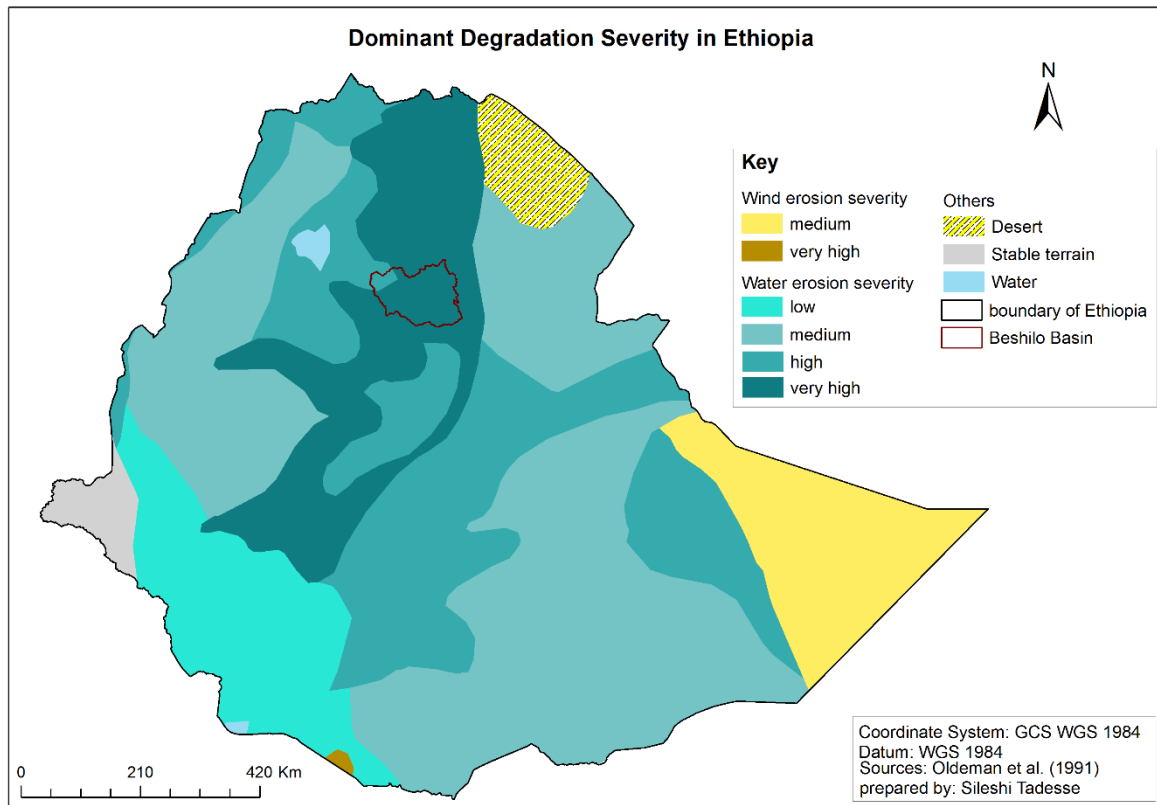 Dominant Degradation Severity in Ethiopia
N
Key
Wind erosion severity
medium
very high
Water erosion severity
low
medium
high
very high
Others
Desert
Stable terrain
Water
boundary of Ethiopia
Beshilo Basin
0 210 420 Km
Coordinate System: GCS WGS 1984
Datum: WGS 1984
Sources: Oldeman et al. (1991)
prepared by: Sileshi Tadesse